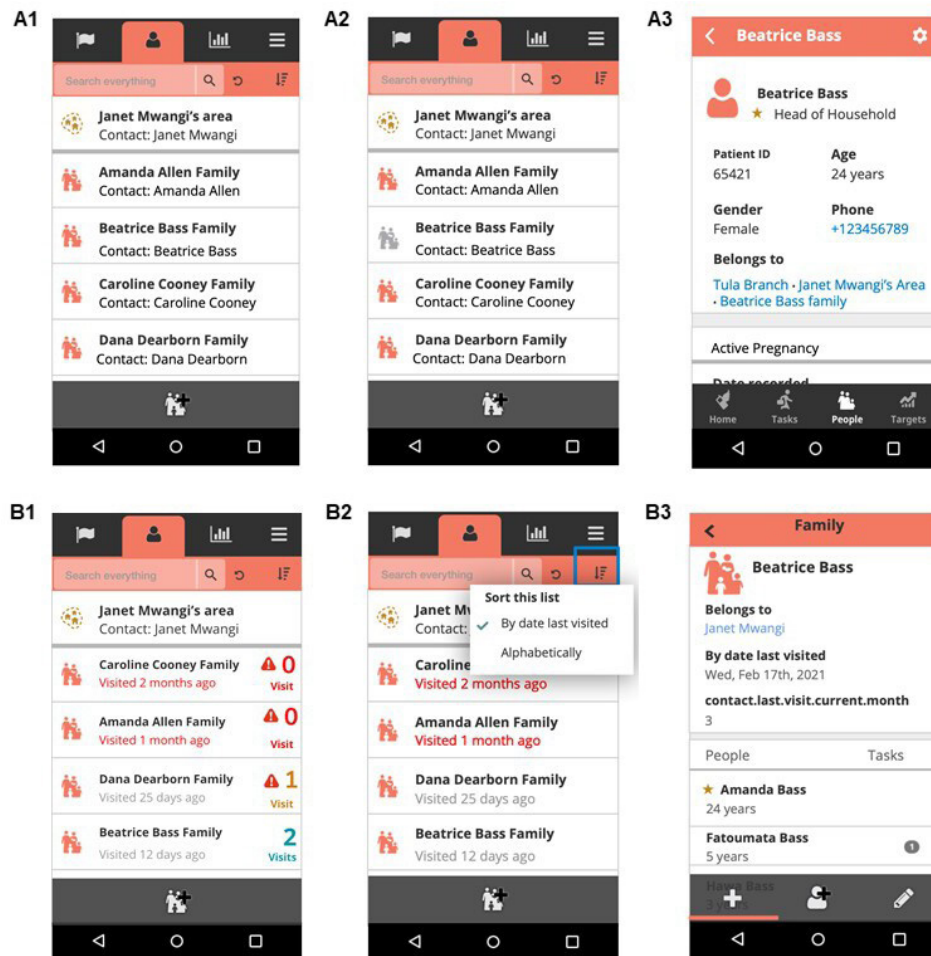 A1
Search everything
Janet Mwangi's area
Contact: Janet Mwangi
Amanda Allen Family
Contact: Amanda Allen
Beatrice Bass Family
Contact: Beatrice Bass
Caroline Cooney Family
Contact: Caroline Cooney
Dana Dearborn Family
Contact: Dana Dearborn
A2
Search everything
Janet Mwangi's area
Contact: Janet Mwangi
Amanda Allen Family
Contact: Amanda Allen
Beatrice Bass Family
Contact: Beatrice Bass
Caroline Cooney Family
Contact: Caroline Cooney
Dana Dearborn Family
Contact: Dana Dearborn
A3
Beatrice Bass
Beatrice Bass
Head of Household
Patient ID Age
65421 24 years
Gender Phone
Female +123456789
Belongs to
Tula Branch · Janet Mwangi's Area
· Beatrice Bass family
Active Pregnancy
Date recorded
Home Tasks People Targets
B1
Search everything
Janet Mwangi's area
Contact: Janet Mwangi
Caroline Cooney Family 0
Visited 2 months ago Visit
Amanda Allen Family 0
Visited 1 month ago Visit
Dana Dearborn Family 1
Visited 25 days ago Visit
Beatrice Bass Family 2
Visited 12 days ago Visits
B2
Search everything
Sort this list
By date last visited
Alphabetically
Janet M
Contact:
Caroline
Visited 2 months ago
Amanda Allen Family
Visited 1 month ago
Dana Dearborn Family
Visited 25 days ago
Beatrice Bass Family
Visited 12 days ago
B3
Family
Beatrice Bass
Belongs to
Janet Mwangi
By date last visited
Wed, Feb 17th, 2021
contact.last.visit.current.month
3
People Tasks
Amanda Bass
24 years
Fatoumata Bass 1
5 years
Hawa Bass
3 years